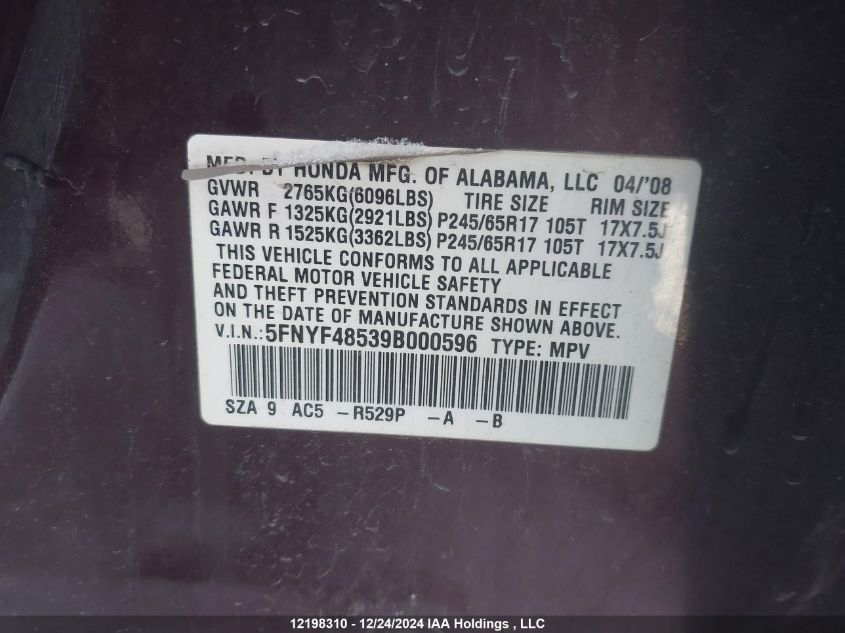 MFD. BY HONDA MFG. OF ALABAMA, LLC 04/'08
GVWR 2765KG(6096LBS) TIRE SIZE RIM SIZE
GAWR F 1325KG(2921LBS) P245/65R17 105T 17X7.5J
GAWR R 1525KG(3362LBS) P245/65R17 105T 17X7.5J
THIS VEHICLE CONFORMS TO ALL APPLICABLE
FEDERAL MOTOR VEHICLE SAFETY
AND THEFT PREVENTION STANDARDS IN EFFECT
ON THE DATE OF MANUFACTURE SHOWN ABOVE.
V.I.N.:5FNYF48539B000596 TYPE: MPV
SZA 9 AC5 -R529P -A -B
12198310 - 12/24/2024 IAA Holdings , LLC